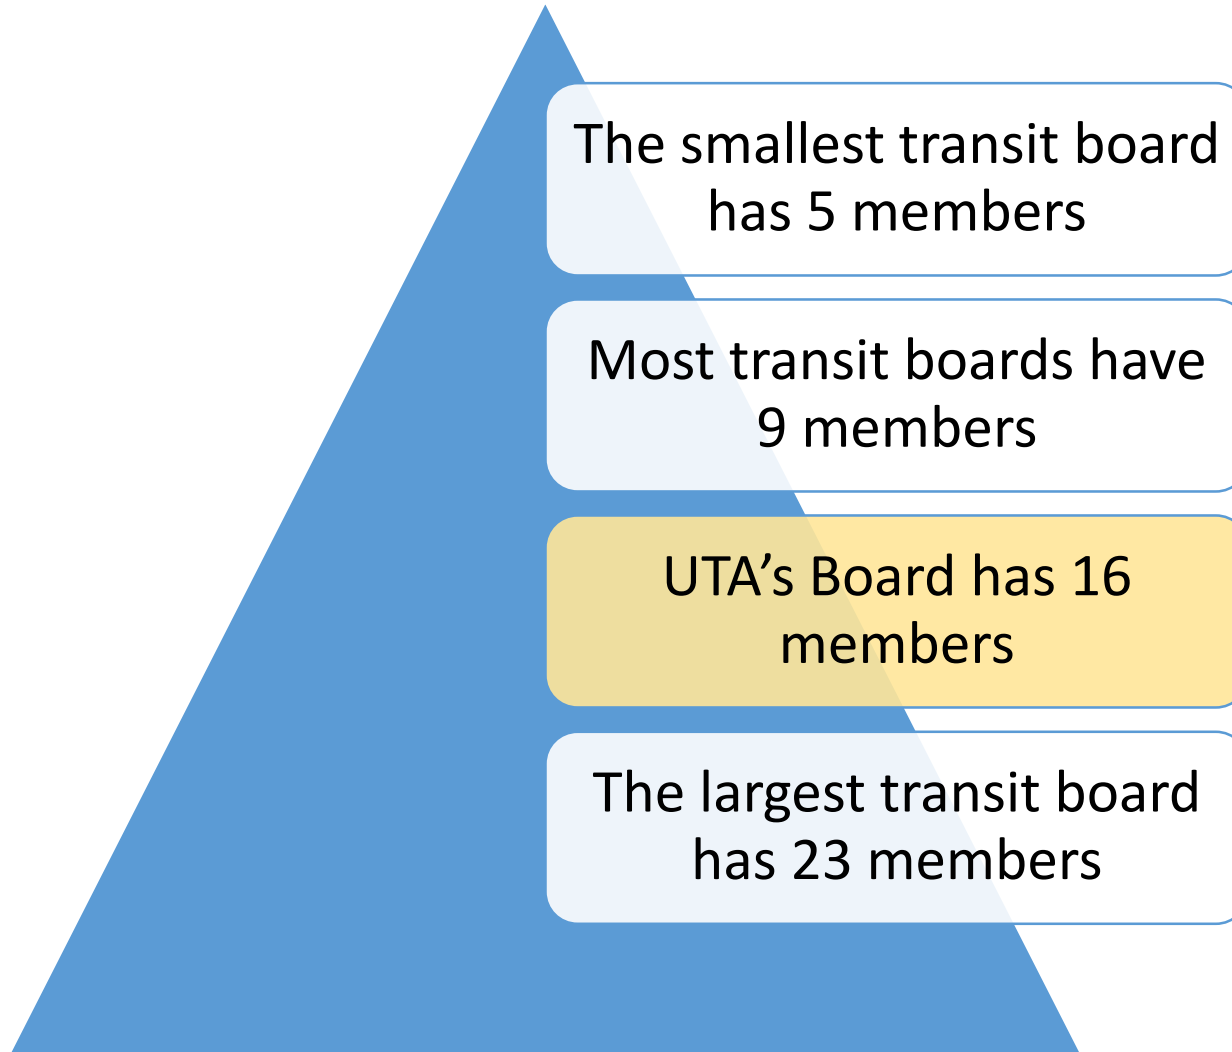 The smallest transit board
has 5 members
Most transit boards have
9 members
UTA’s Board has 16
members
The largest transit board
has 23 members